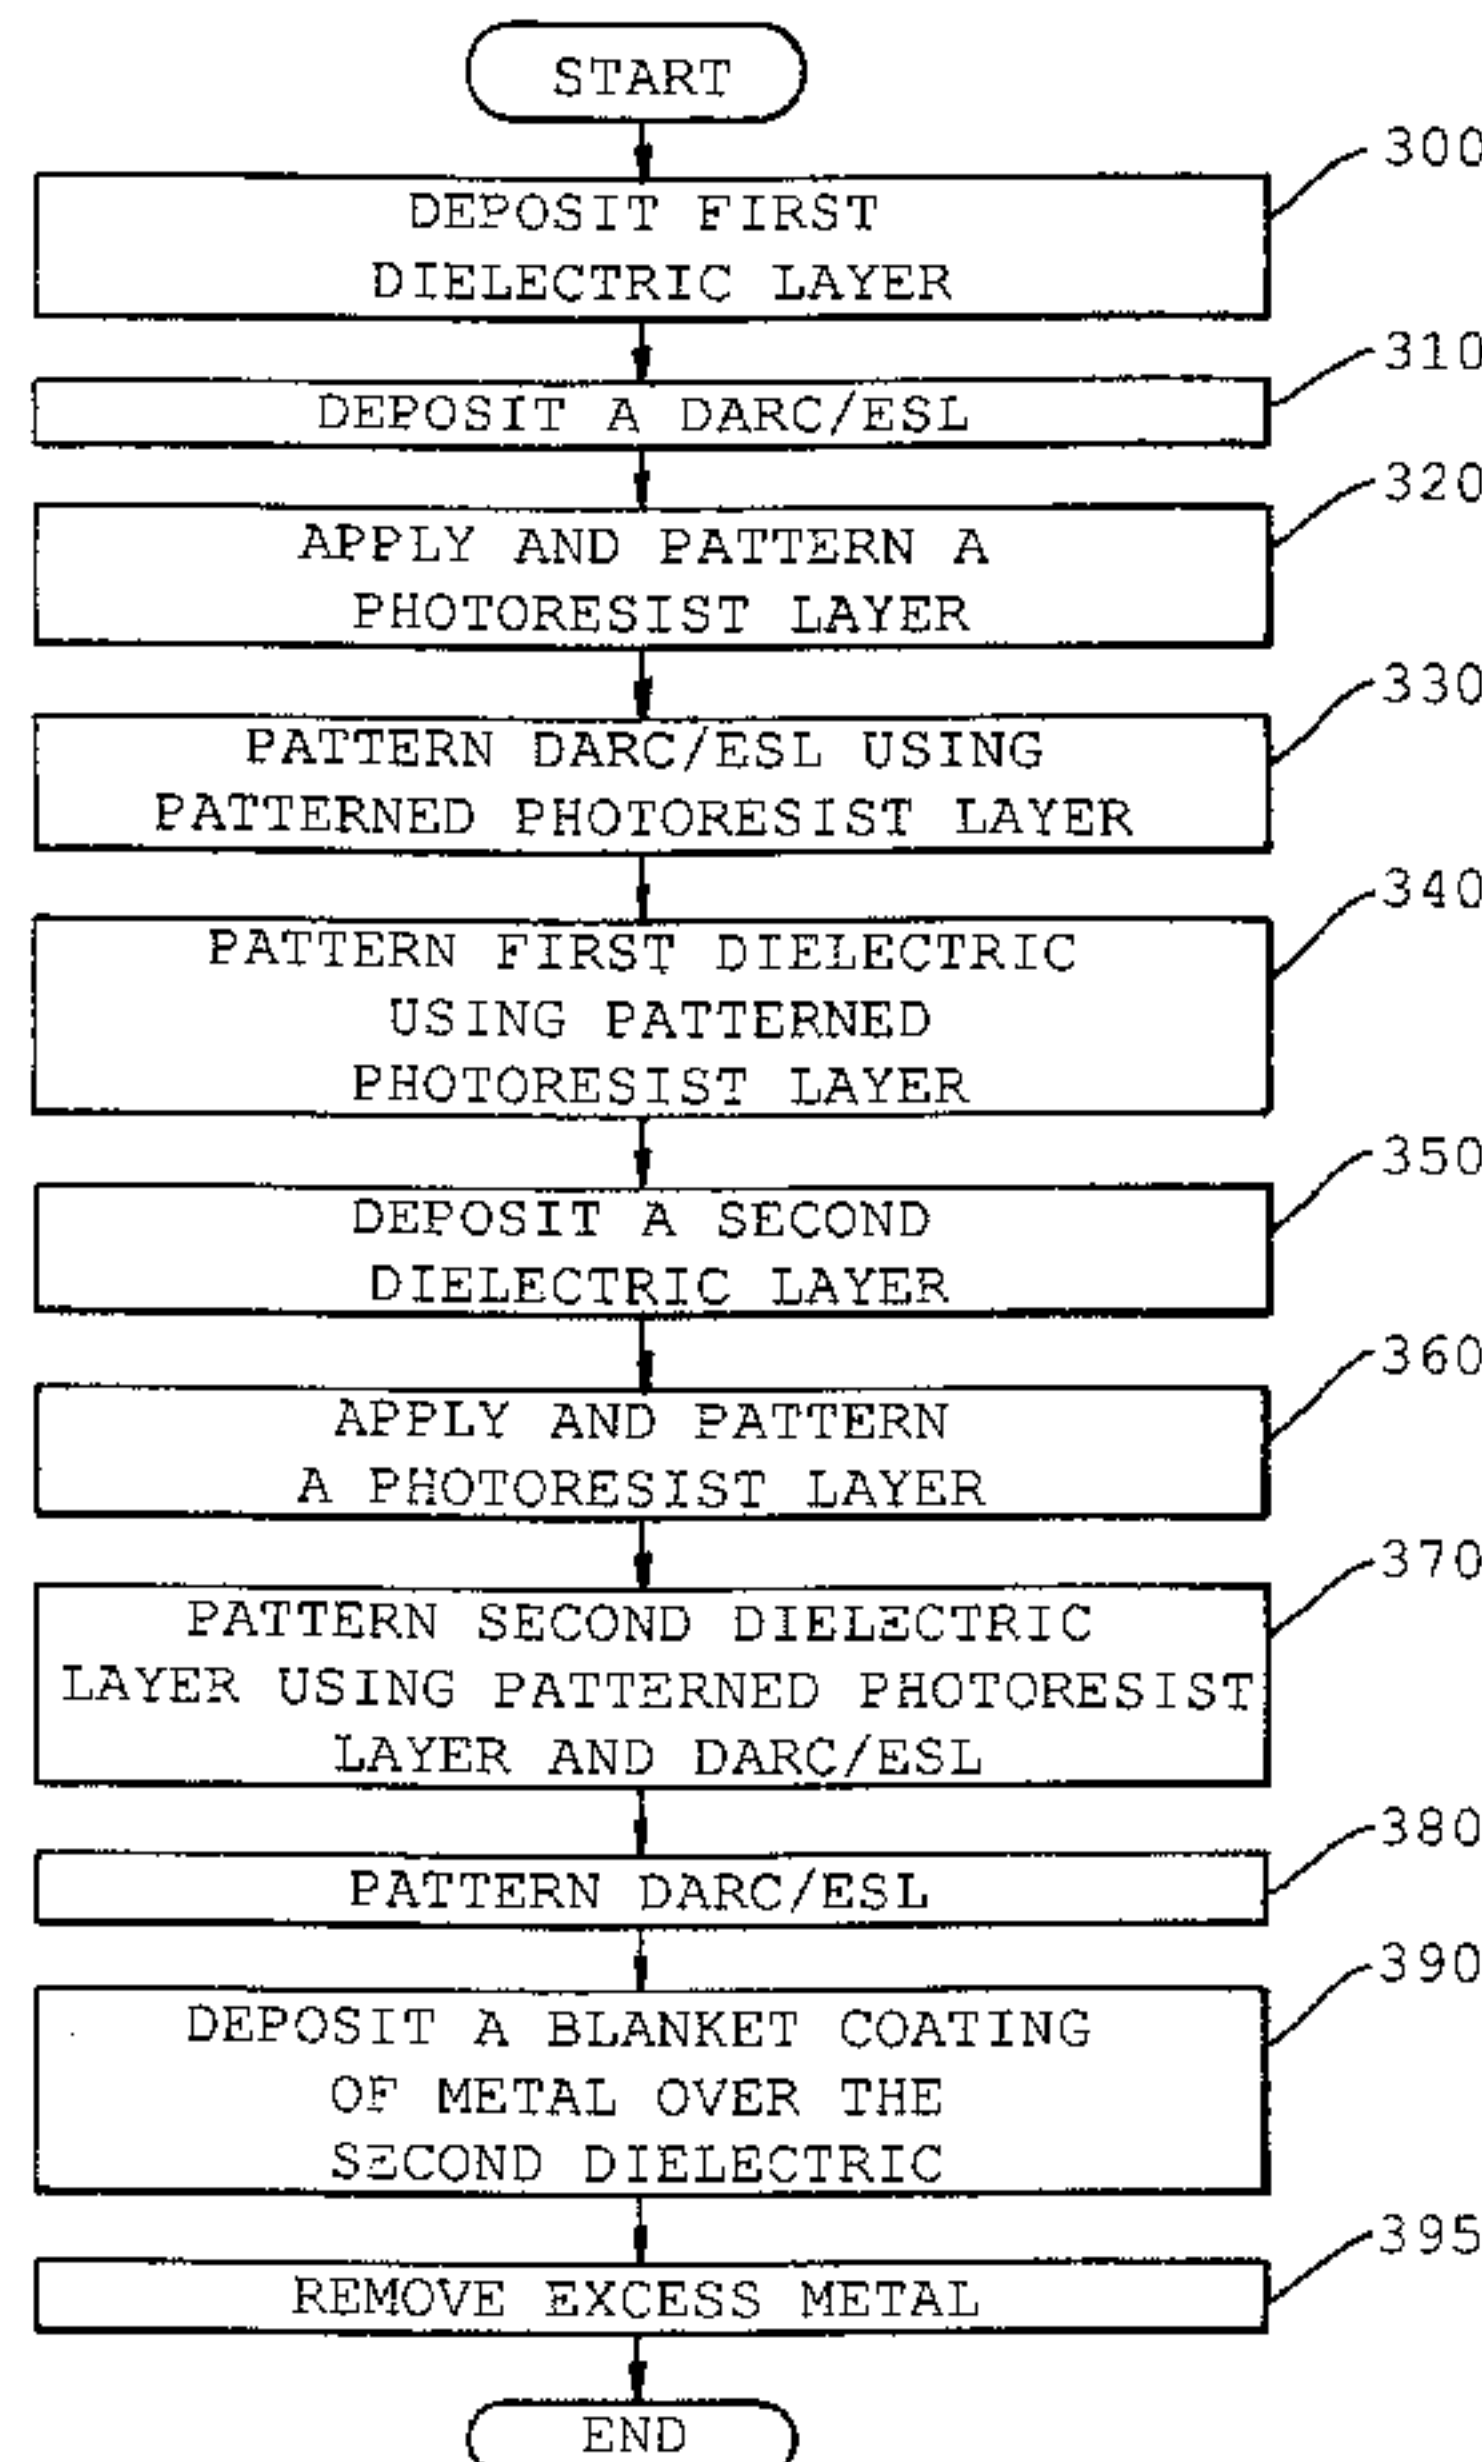 START
300
DEPOSIT FIRST
DIELECTRIC LAYER
310
DEPOSIT A DARC/ESL
320
APPLY AND PATTERN A
PHOTORESIST LAYER
330
PATTERN DARC/ESL USING
PATTERNED PHOTORESIST LAYER
340
PATTERN FIRST DIELECTRIC
USING PATTERNED
PHOTORESIST LAYER
350
DEPOSIT A SECOND
DIELECTRIC LAYER
360
APPLY AND PATTERN
A PHOTORESIST LAYER
370
PATTERN SECOND DIELECTRIC
LAYER USING PATTERNED PHOTORESIST
LAYER AND DARC/ESL
380
PATTERN DARC/ESL
390
DEPOSIT A BLANKET COATING
OF METAL OVER THE
SECOND DIELECTRIC
395
REMOVE EXCESS METAL
END